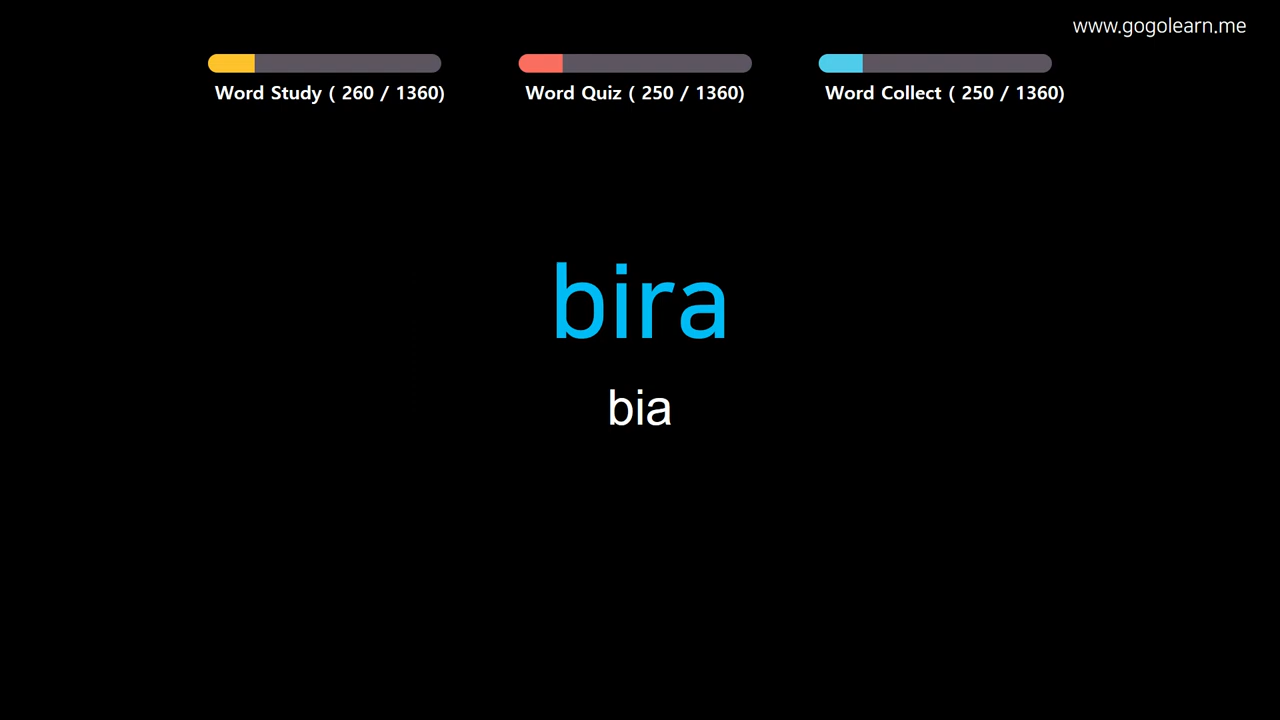 www.gogolearn.me
Word Study ( 260 / 1360)
Word Quiz ( 250 / 1360)
Word Collect ( 250 / 1360)
bira
bia